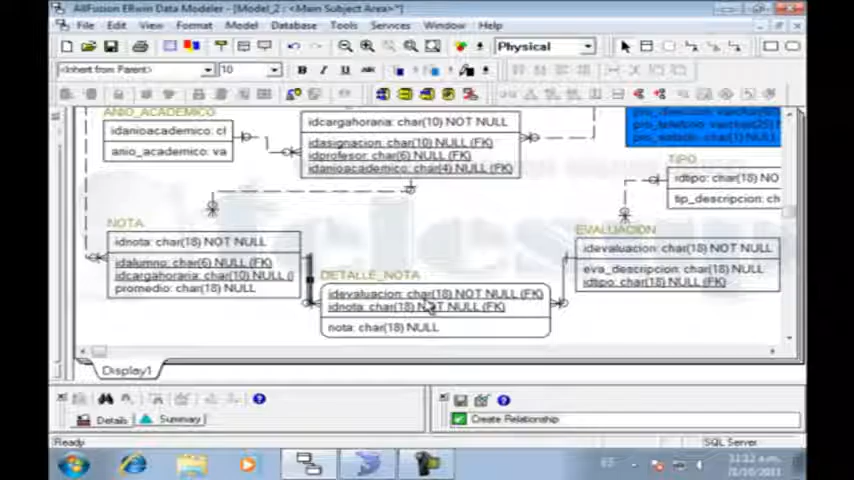 AllFusion ERwin Data Modeler - [Model_2 : <Main Subject Area>*]
File Edit View Format Model Database Tools Services Window Help
Physical
<Inherit from Parent>
10
B I U
ANIO_ACADEMICO
idanioacademico: cl
anio_academico: va
idcargahoraria: char(10) NOT NULL
idasignacion: char(10) NULL (FK)
idprofesor: char(6) NULL (FK)
idanioacademico: char(4) NULL (FK)
TIPO
idtipo: char(18) NO
tip_descripcion: ch
NOTA
idnota: char(18) NOT NULL
idalumno: char(6) NULL (FK)
idcargahoraria: char(10) NULL (
promedio: char(18) NULL
EVALUACION
idevaluacion: char(18) NOT NULL
eva_descripcion: char(18) NULL
idtipo: char(18) NULL (FK)
DETALLE_NOTA
idevaluacion: char(18) NOT NULL (FK)
idnota: char(18) NOT NULL (FK)
nota: char(18) NULL
Display1
Details
Summary
Create Relationship
Ready
SQL Server
ES